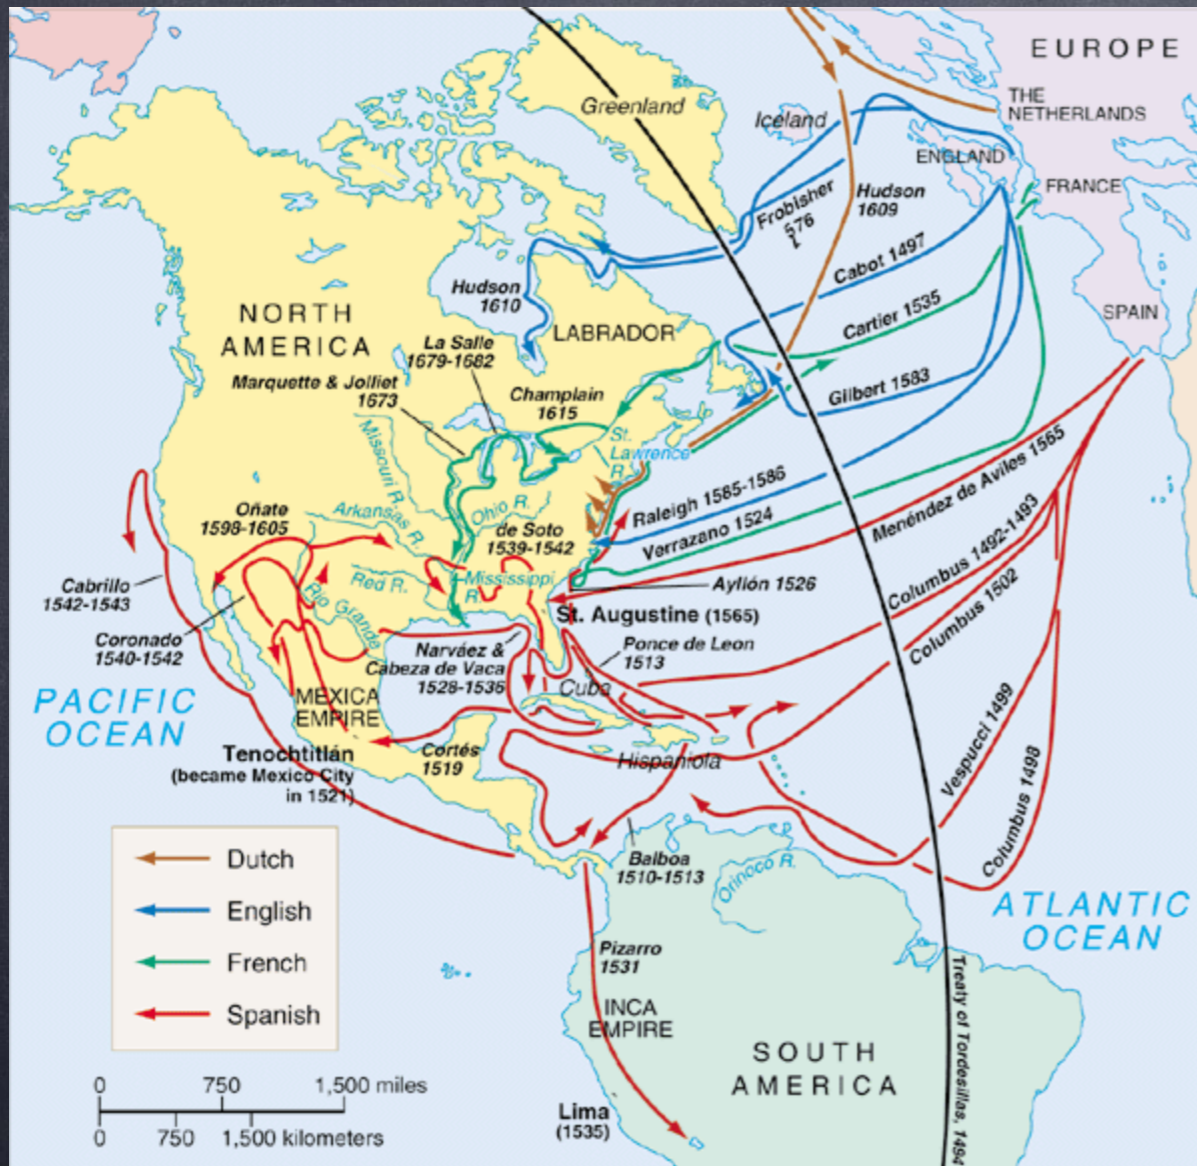 EUROPE
Greenland
Iceland
THE
NETHERLANDS
ENGLAND
FRANCE
Frobisher
1576
Hudson
1609
Cabot 1497
Cartier 1535
SPAIN
Hudson
1610
NORTH
AMERICA
LABRADOR
La Salle
1679-1682
Marquette & Jolliet
1673
Champlain
1615
Gilbert 1583
St.
Lawrence
R.
Missouri R.
Menéndez de Aviles 1565
Raleigh 1585-1586
Verrazano 1524
Oñate
1598-1605
Arkansas R.
Ohio R.
de Soto
1539-1542
Columbus 1492-1493
Columbus 1502
Cabrillo
1542-1543
Red R.
Mississippi
R.
Rio Grande
Ayllón 1526
St. Augustine (1565)
Coronado
1540-1542
Narváez &
Cabeza de Vaca
1528-1536
Ponce de Leon
1513
Cuba
PACIFIC
OCEAN
MEXICA
EMPIRE
Tenochtitlán
(became Mexico City
in 1521)
Cortés
1519
Hispaniola
Vespucci 1499
Columbus 1498
Balboa
1510-1513
Orinoco R.
ATLANTIC
OCEAN
Dutch
English
French
Spanish
Pizarro
1531
INCA
EMPIRE
SOUTH
AMERICA
Treaty of Tordesillas, 1494
Lima
(1535)
0 750 1,500 miles
0 750 1,500 kilometers